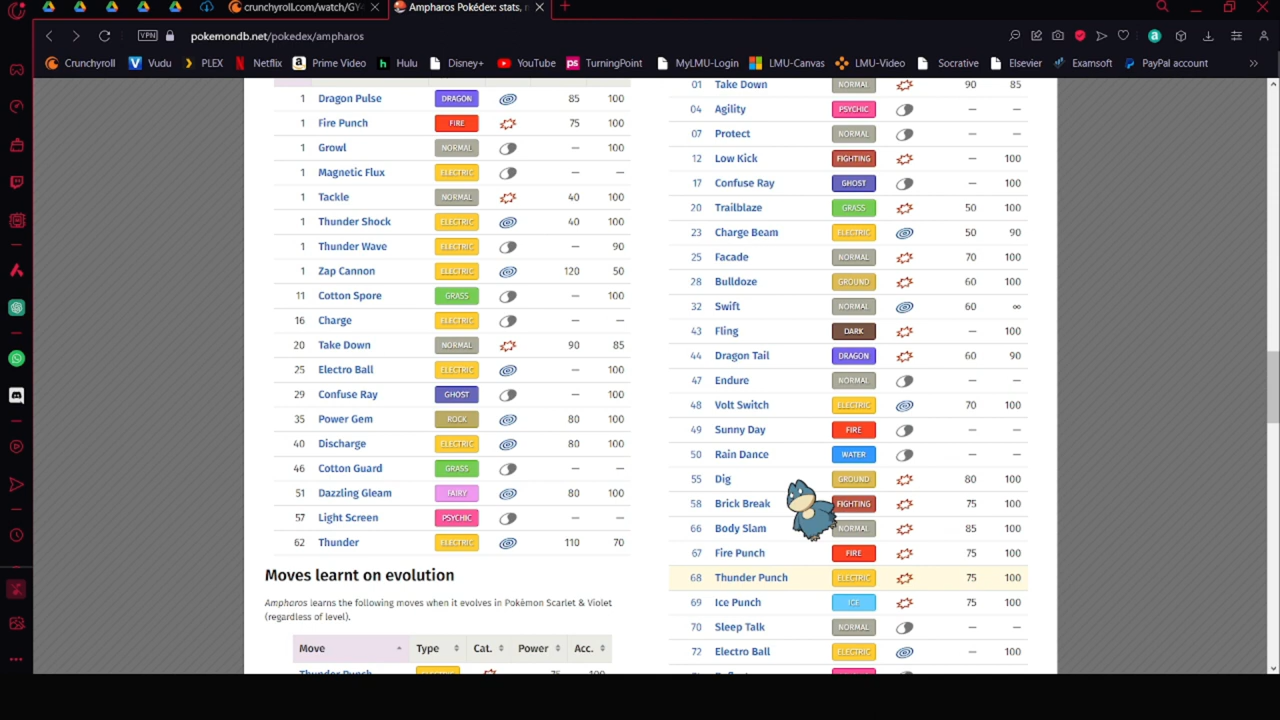 crunchyroll.com/watch/GY
Ampharos Pokédex: stats, r
VPN pokemondb.net/pokedex/ampharos
Crunchyroll Vudu PLEX Netflix Prime Video Hulu Disney+ YouTube TurningPoint MyLMU-Login LMU-Canvas LMU-Video Socrative Elsevier Examsoft PayPal account
1 Dragon Pulse DRAGON 85 100
1 Fire Punch FIRE 75 100
1 Growl NORMAL — 100
1 Magnetic Flux ELECTRIC — —
1 Tackle NORMAL 40 100
1 Thunder Shock ELECTRIC 40 100
1 Thunder Wave ELECTRIC — 90
1 Zap Cannon ELECTRIC 120 50
11 Cotton Spore GRASS — 100
16 Charge ELECTRIC — —
20 Take Down NORMAL 90 85
25 Electro Ball ELECTRIC — 100
29 Confuse Ray GHOST — 100
35 Power Gem ROCK 80 100
40 Discharge ELECTRIC 80 100
46 Cotton Guard GRASS — —
51 Dazzling Gleam FAIRY 80 100
57 Light Screen PSYCHIC — —
62 Thunder ELECTRIC 110 70
Moves learnt on evolution
Ampharos learns the following moves when it evolves in Pokémon Scarlet & Violet
(regardless of level).
Move Type Cat. Power Acc.
Thunder Punch ELECTRIC 75 100
01 Take Down NORMAL 90 85
04 Agility PSYCHIC — —
07 Protect NORMAL — —
12 Low Kick FIGHTING — 100
17 Confuse Ray GHOST — 100
20 Trailblaze GRASS 50 100
23 Charge Beam ELECTRIC 50 90
25 Facade NORMAL 70 100
28 Bulldoze GROUND 60 100
32 Swift NORMAL 60 ∞
43 Fling DARK — 100
44 Dragon Tail DRAGON 60 90
47 Endure NORMAL — —
48 Volt Switch ELECTRIC 70 100
49 Sunny Day FIRE — —
50 Rain Dance WATER — —
55 Dig GROUND 80 100
58 Brick Break FIGHTING 75 100
66 Body Slam NORMAL 85 100
67 Fire Punch FIRE 75 100
68 Thunder Punch ELECTRIC 75 100
69 Ice Punch ICE 75 100
70 Sleep Talk NORMAL — —
72 Electro Ball ELECTRIC — 100